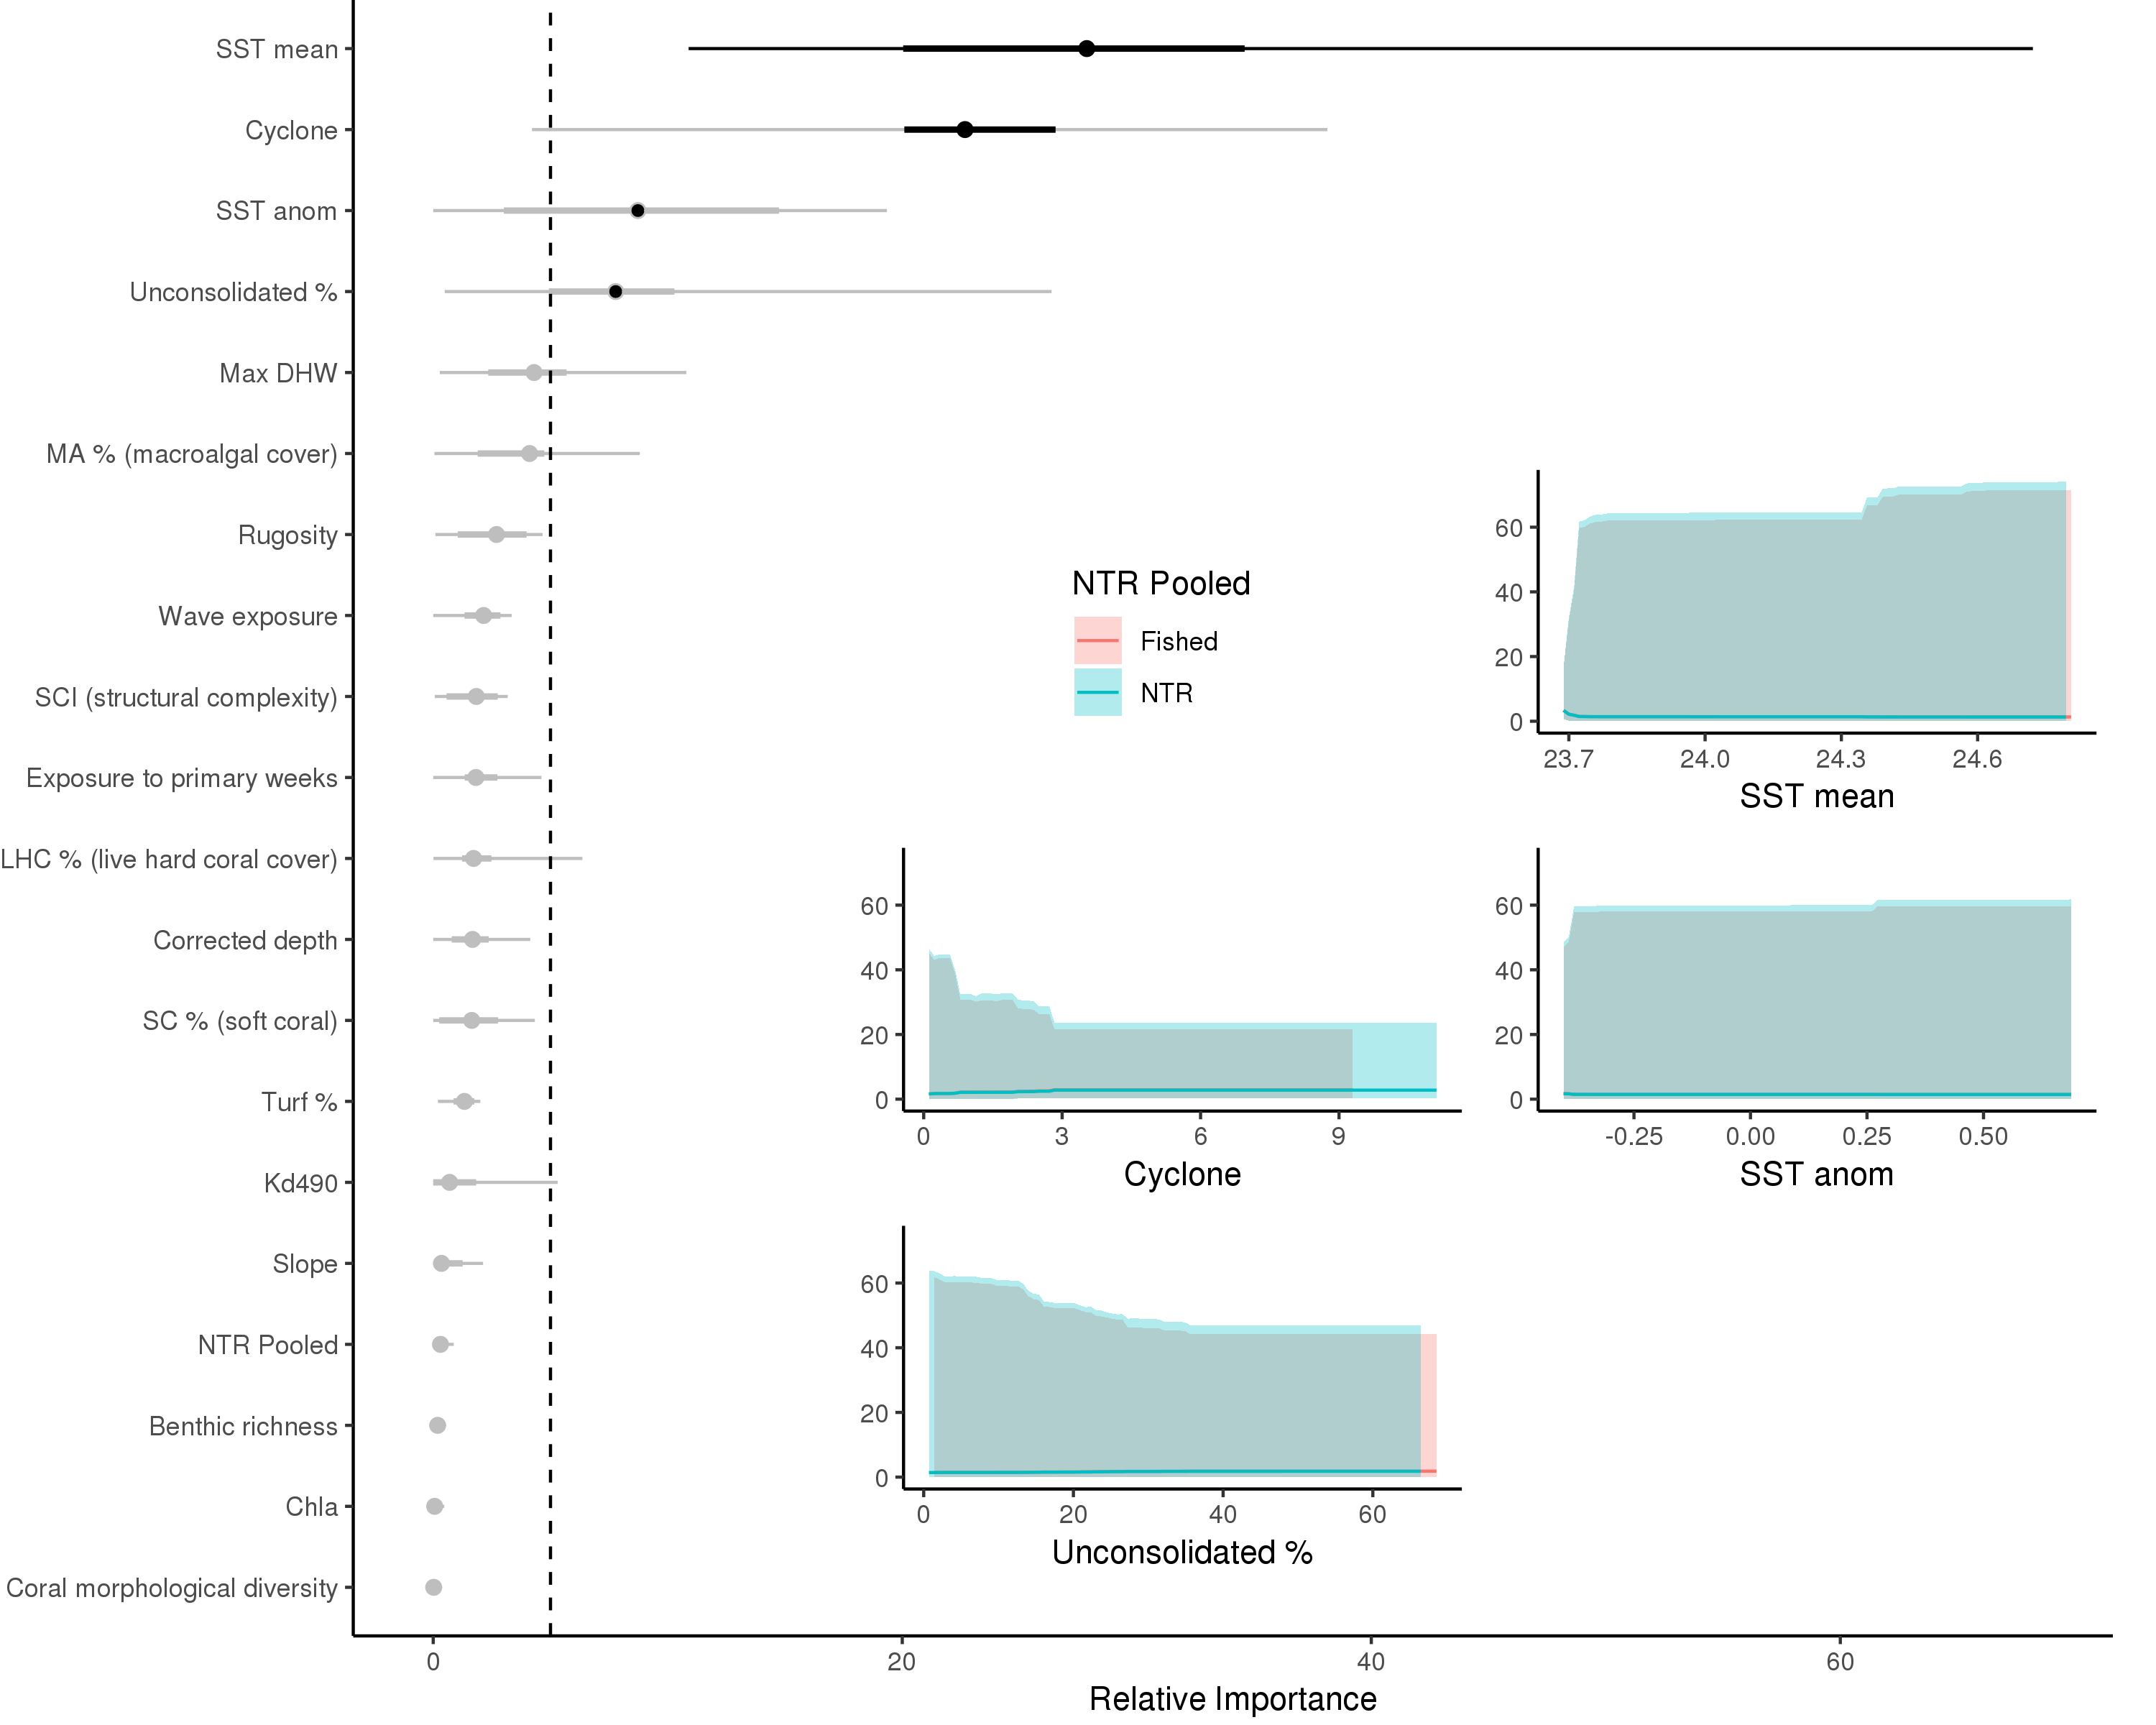 SST mean
Cyclone
SST anom
Unconsolidated %
Max DHW
MA % (macroalgal cover)
Rugosity
Wave exposure
SCI (structural complexity)
Exposure to primary weeks
LHC % (live hard coral cover)
Corrected depth
SC % (soft coral)
Turf %
Kd490
Slope
NTR Pooled
Benthic richness
Chla
Coral morphological diversity
0 20 40 60
Relative Importance
NTR Pooled
Fished
NTR
60
40
20
0
23.7 24.0 24.3 24.6
SST mean
60
40
20
0
0 3 6 9
Cyclone
60
40
20
0
-0.25 0.00 0.25 0.50
SST anom
60
40
20
0
0 20 40 60
Unconsolidated %